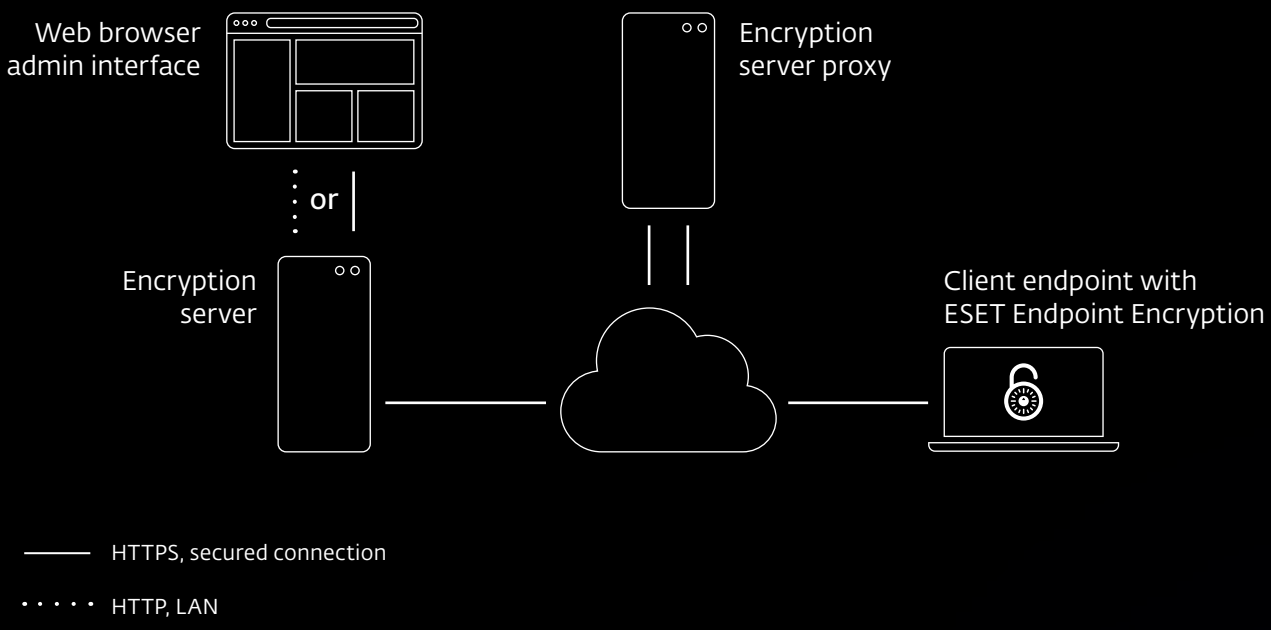 Web browser
admin interface
Encryption
server proxy
or
Encryption
server
Client endpoint with
ESET Endpoint Encryption
HTTPS, secured connection
HTTP, LAN